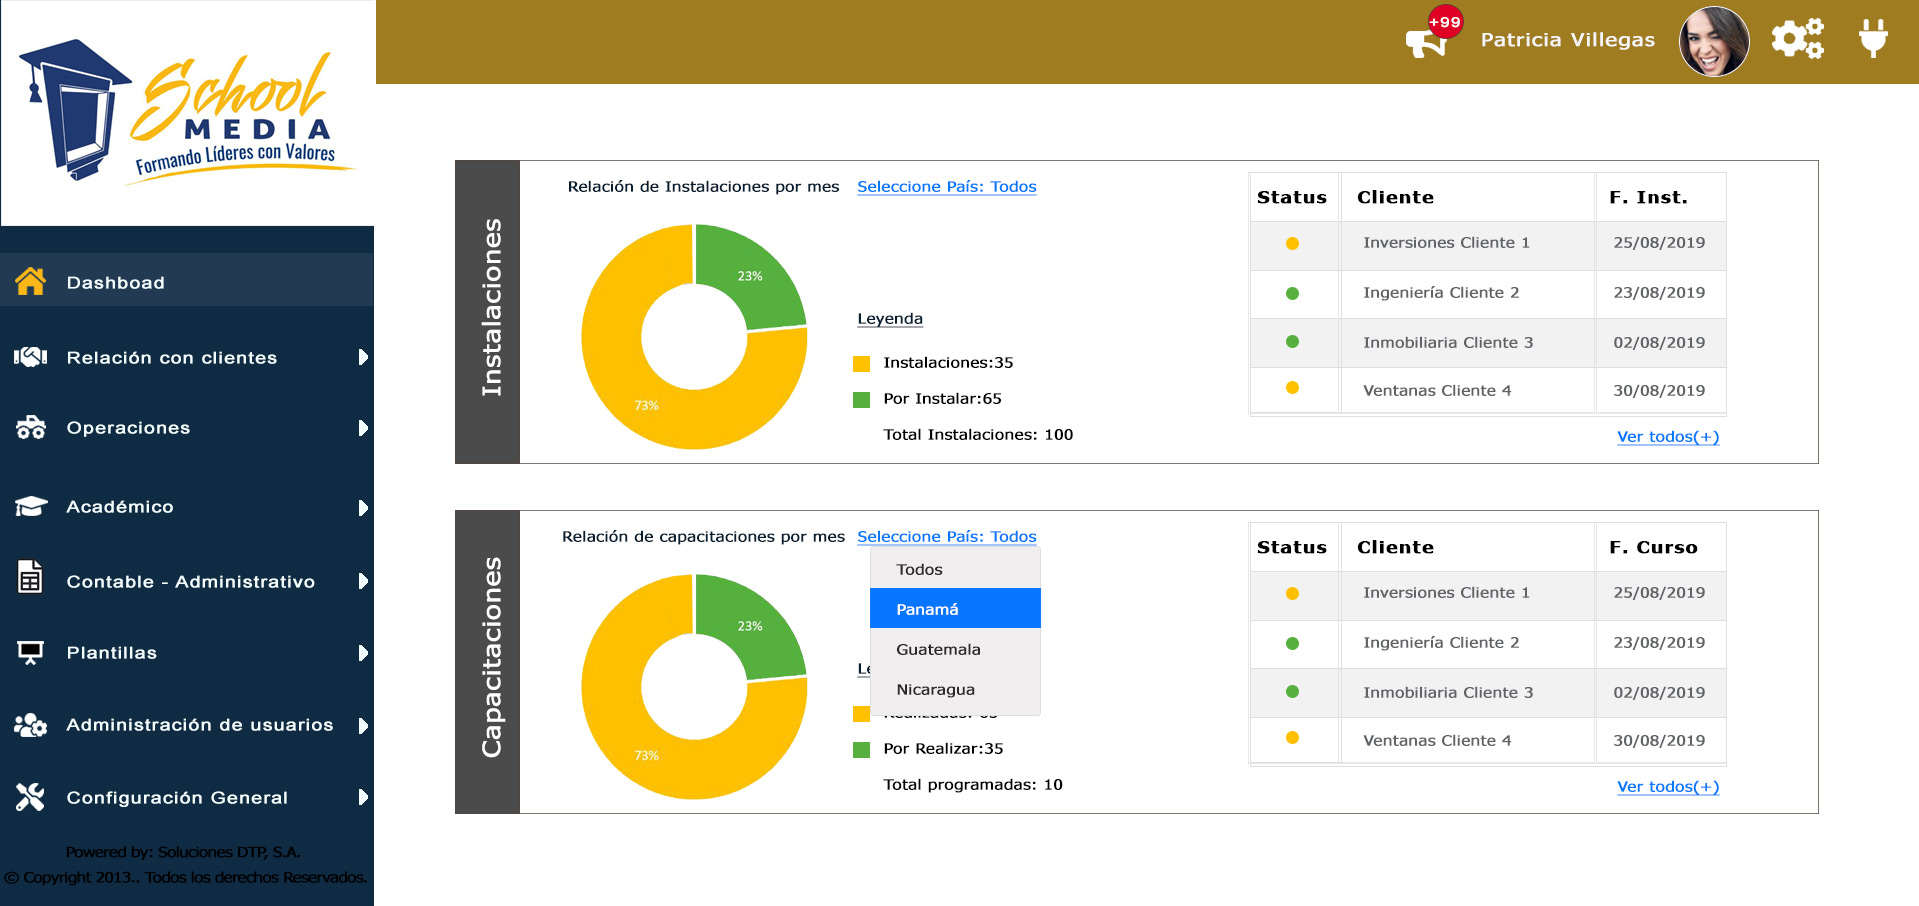 School
MEDIA
Formando Líderes con Valores
+99
Patricia Villegas
Dashboad
Relación con clientes
Operaciones
Académico
Contable - Administrativo
Plantillas
Administración de usuarios
Configuración General
Powered by: Soluciones DTP, S.A.
© Copyright 2013.. Todos los derechos Reservados.
Instalaciones
Relación de Instalaciones por mes Seleccione País: Todos
23%
73%
Leyenda
Instalaciones:35
Por Instalar:65
Total Instalaciones: 100
Status Cliente F. Inst.
Inversiones Cliente 1 25/08/2019
Ingeniería Cliente 2 23/08/2019
Inmobiliaria Cliente 3 02/08/2019
Ventanas Cliente 4 30/08/2019
Ver todos(+)
Capacitaciones
Relación de capacitaciones por mes Seleccione País: Todos
Todos
Panamá
Guatemala
Nicaragua
23%
73%
Por Realizar:35
Total programadas: 10
Status Cliente F. Curso
Inversiones Cliente 1 25/08/2019
Ingeniería Cliente 2 23/08/2019
Inmobiliaria Cliente 3 02/08/2019
Ventanas Cliente 4 30/08/2019
Ver todos(+)